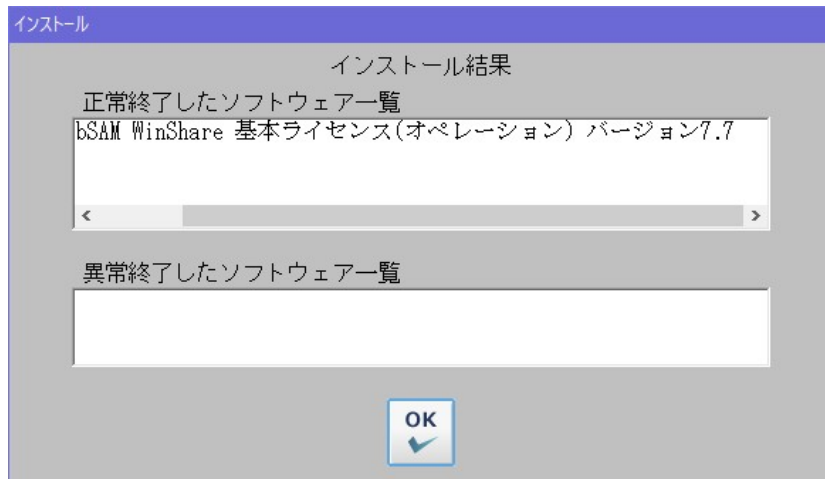 インストール
インストール結果
正常終了したソフトウェア一覧
bSAM WinShare 基本ライセンス(オペレーション) バージョン7.7
異常終了したソフトウェア一覧
OK